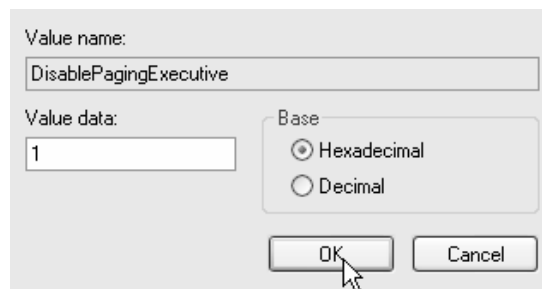 Value name:
DisablePagingExecutive
Value data:
1
Base
Hexadecimal
Decimal
OK
Cancel